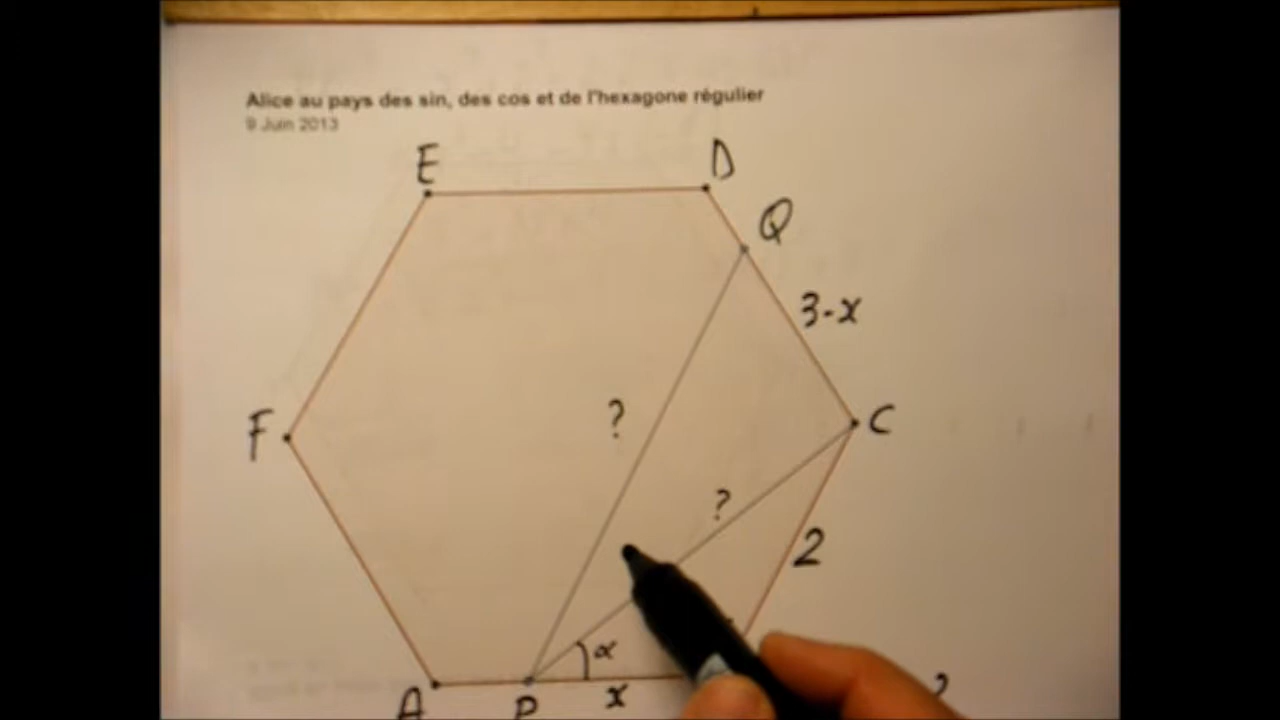 Alice au pays des sin, des cos et de l'hexagone régulier
9 Juin 2013
E
D
Q
3-x
?
F
C
?
2
α
A
P
x
?